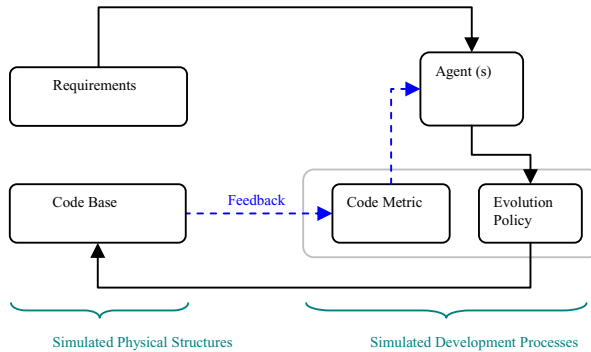 Requirements
Agent (s)
Code Base
Feedback
Code Metric
Evolution
Policy
Simulated Physical Structures
Simulated Development Processes